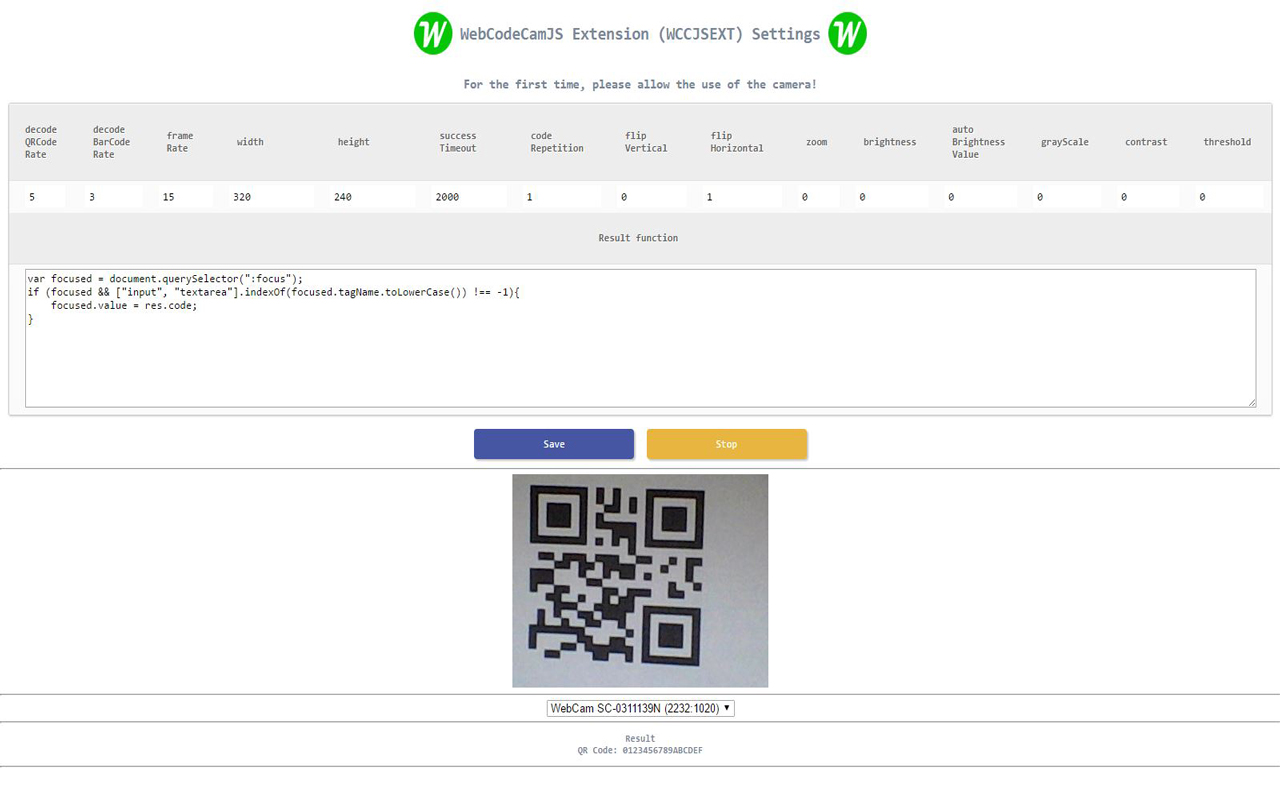 W WebCodeCamJS Extension (WCCJSEXT) Settings W
For the first time, please allow the use of the camera!
decode QRCode Rate
decode BarCode Rate
frame Rate
width
height
success Timeout
code Repetition
flip Vertical
flip Horizontal
zoom
brightness
auto Brightness Value
grayScale
contrast
threshold
5 3 15 320 240 2000 1 0 1 0 0 0 0 0 0
Result function
var focused = document.querySelector(":focus");
if (focused && ["input", "textarea"].indexOf(focused.tagName.toLowerCase()) !== -1){
    focused.value = res.code;
}
Save Stop
WebCam SC-0311139N (2232:1020)
Result
QR Code: 0123456789ABCDEF